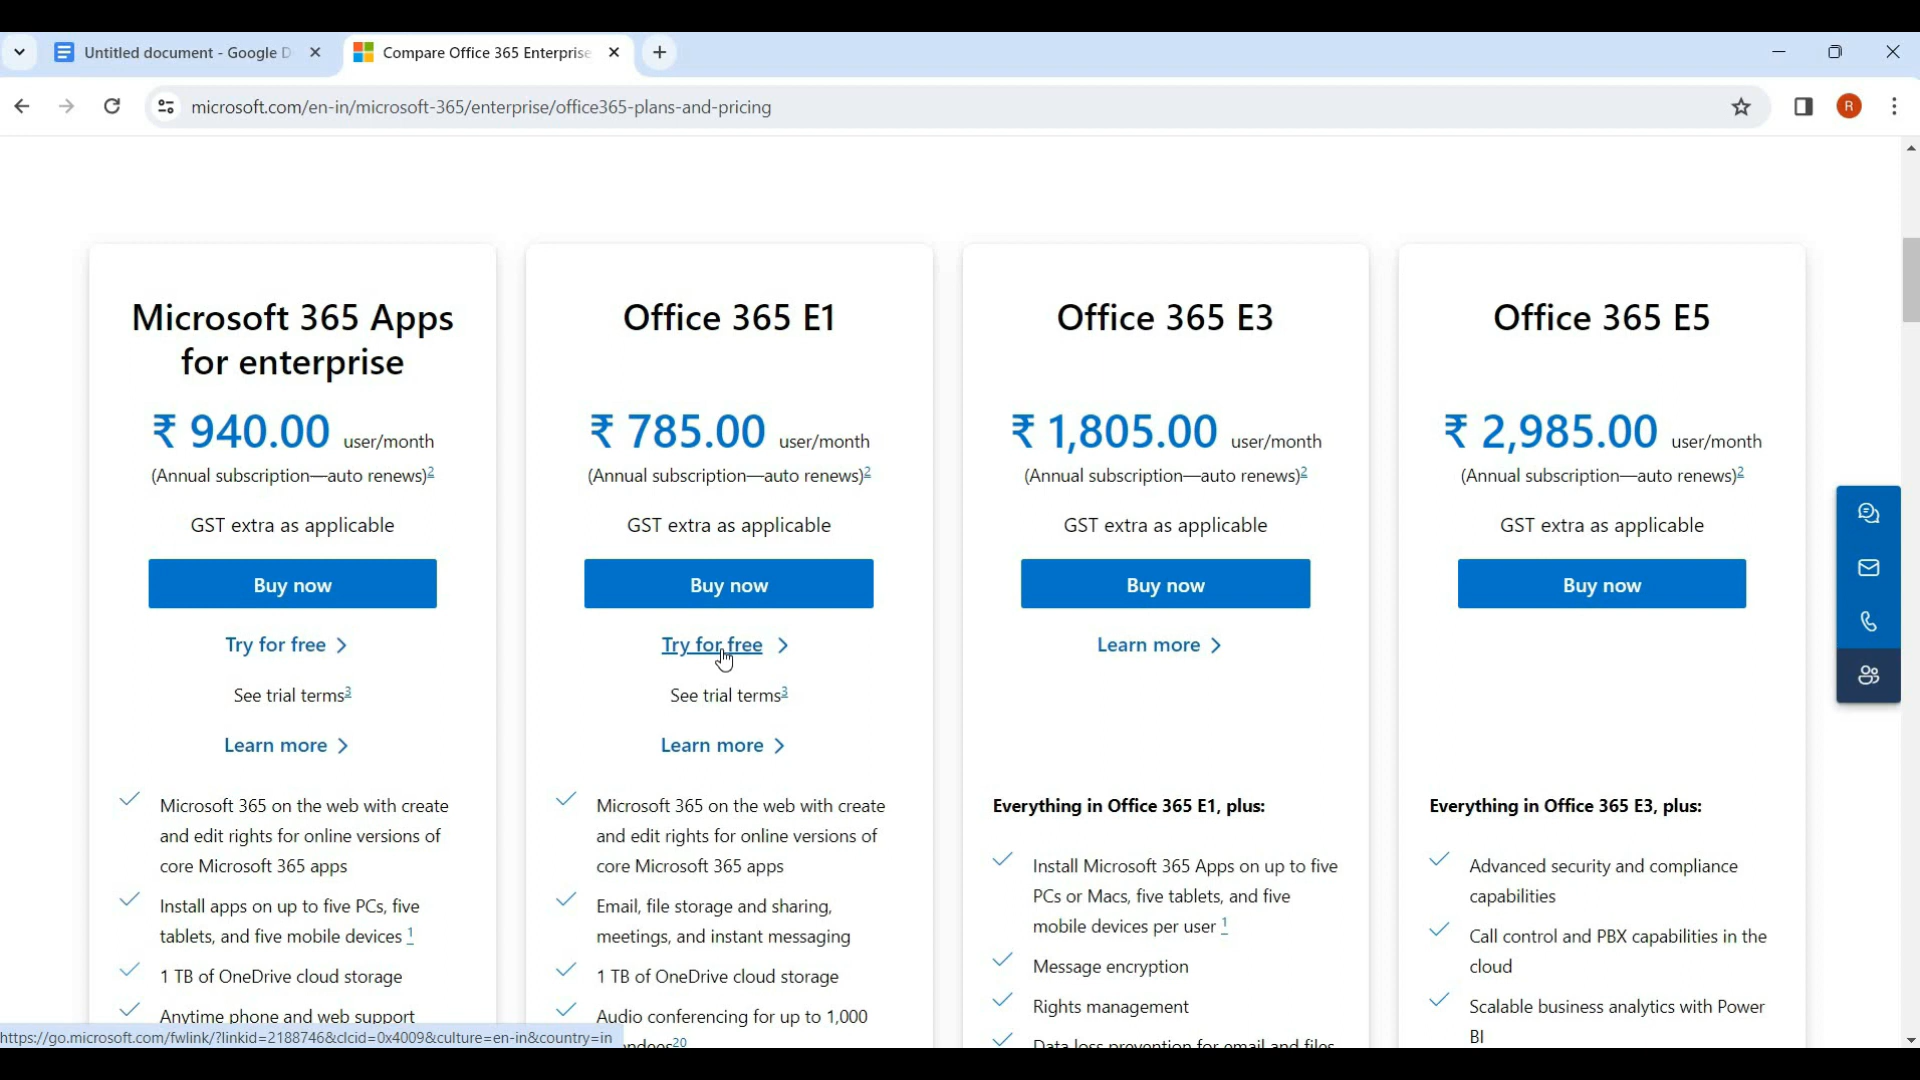 Untitled document - Google D
Compare Office 365 Enterprise
microsoft.com/en-in/microsoft-365/enterprise/office365-plans-and-pricing
R
Microsoft 365 Apps
for enterprise
₹ 940.00 user/month
(Annual subscription—auto renews)2
GST extra as applicable
Buy now
Try for free
See trial terms3
Learn more
Microsoft 365 on the web with create
and edit rights for online versions of
core Microsoft 365 apps
Install apps on up to five PCs, five
tablets, and five mobile devices 1
1 TB of OneDrive cloud storage
Anytime phone and web support
Office 365 E1
₹ 785.00 user/month
(Annual subscription—auto renews)2
GST extra as applicable
Buy now
Try for free
See trial terms3
Learn more
Microsoft 365 on the web with create
and edit rights for online versions of
core Microsoft 365 apps
Email, file storage and sharing,
meetings, and instant messaging
1 TB of OneDrive cloud storage
Audio conferencing for up to 1,000
ndees20
Office 365 E3
₹ 1,805.00 user/month
(Annual subscription—auto renews)2
GST extra as applicable
Buy now
Learn more
Everything in Office 365 E1, plus:
Install Microsoft 365 Apps on up to five
PCs or Macs, five tablets, and five
mobile devices per user 1
Message encryption
Rights management
Data loss prevention for email and files
Office 365 E5
₹ 2,985.00 user/month
(Annual subscription—auto renews)2
GST extra as applicable
Buy now
Everything in Office 365 E3, plus:
Advanced security and compliance
capabilities
Call control and PBX capabilities in the
cloud
Scalable business analytics with Power
BI
https://go.microsoft.com/fwlink/?linkid=2188746&clcid=0x4009&culture=en-in&country=in